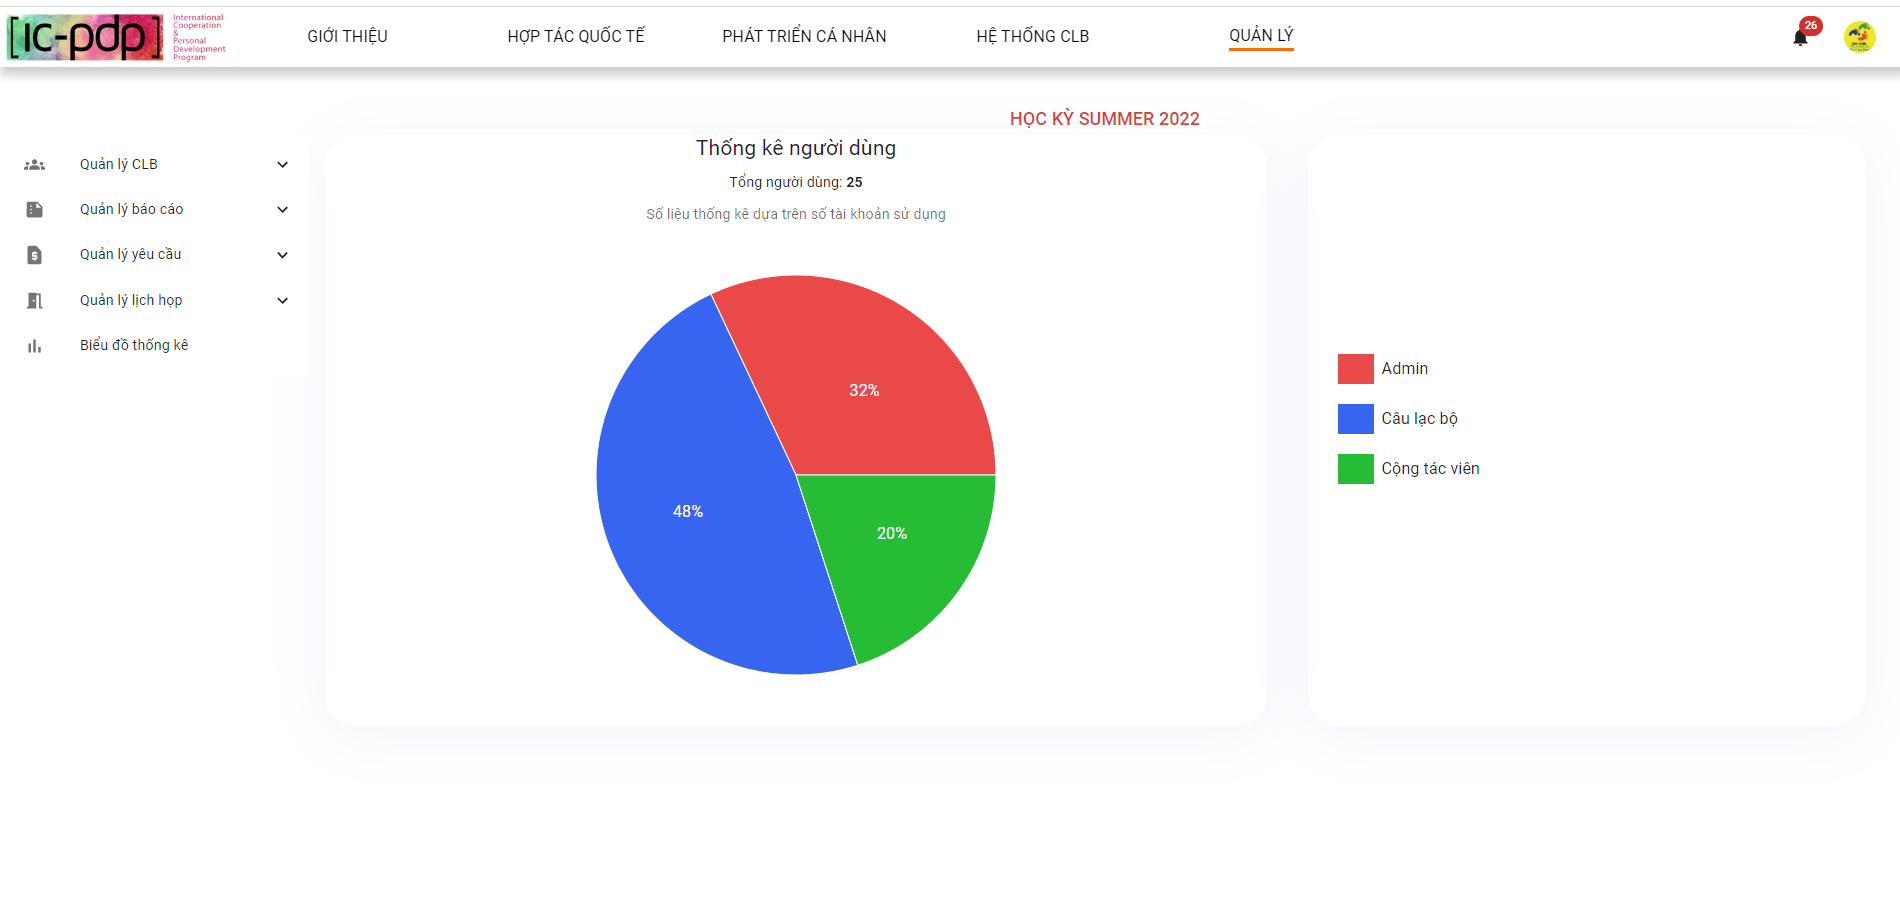 [ic-pdp]
International
Cooperation
&
Personal
Development
Program
GIỚI THIỆU
HỢP TÁC QUỐC TẾ
PHÁT TRIỂN CÁ NHÂN
HỆ THỐNG CLB
QUẢN LÝ
26
Quản lý CLB
Quản lý báo cáo
Quản lý yêu cầu
Quản lý lịch họp
Biểu đồ thống kê
HỌC KỲ SUMMER 2022
Thống kê người dùng
Tổng người dùng: 25
Số liệu thống kê dựa trên số tài khoản sử dụng
32%
48%
20%
Admin
Câu lạc bộ
Cộng tác viên